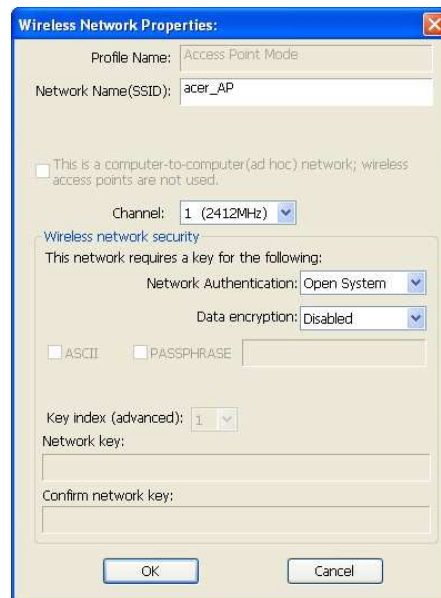 Wireless Network Properties:
Profile Name: Access Point Mode
Network Name(SSID): acer_AP
This is a computer-to-computer(ad hoc) network; wireless
access points are not used.
Channel: 1 (2412MHz)
Wireless network security
This network requires a key for the following:
Network Authentication: Open System
Data encryption: Disabled
ASCII PASSPHRASE
Key index (advanced): 1
Network key:
Confirm network key:
OK Cancel